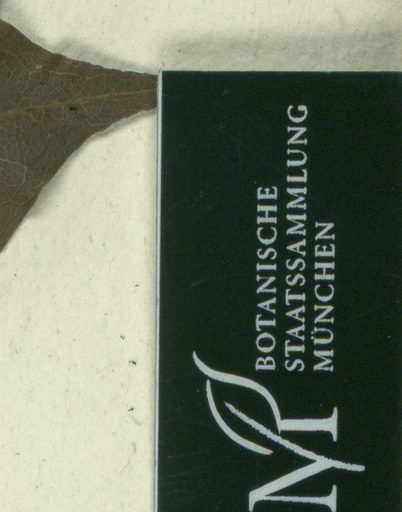 BOTANISCHE
STAATSSAMMLUNG
MÜNCHEN
M